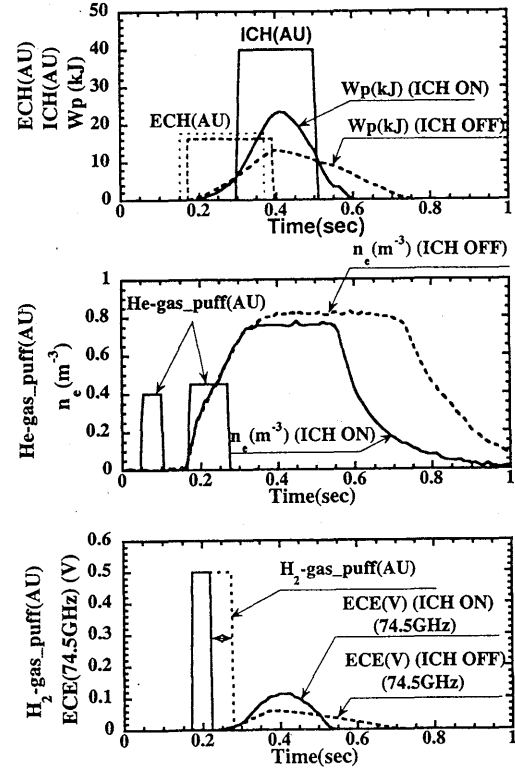 50
40
30
20
10
0
ECH(AU)
ICH(AU)
Wp (kJ)
ICH(AU)
Wp(kJ) (ICH ON)
ECH(AU)
Wp(kJ) (ICH OFF)
0 0.2 0.4 0.6 0.8 1
Time(sec)
n_e(m^-3) (ICH OFF)
1
0.8
0.6
0.4
0.2
0
He-gas_puff(AU)
n_e(m^-3)
He-gas_puff(AU)
n_e(m^-3) (ICH ON)
0 0.2 0.4 0.6 0.8 1
Time(sec)
0.6
0.5
0.4
0.3
0.2
0.1
0
H_2-gas_puff(AU)
ECE(74.5GHz) (V)
H_2-gas_puff(AU)
ECE(V) (ICH ON)
(74.5GHz)
ECE(V) (ICH OFF)
(74.5GHz)
0 0.2 0.4 0.6 0.8 1
Time(sec)